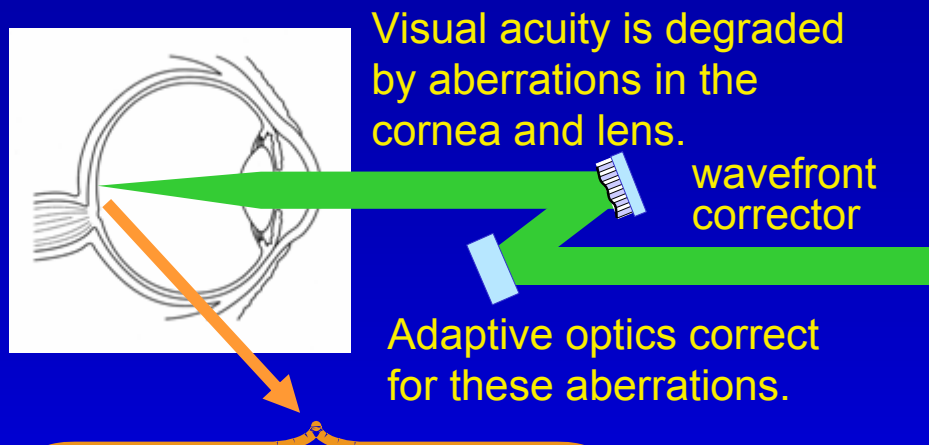 Visual acuity is degraded
by aberrations in the
cornea and lens.
wavefront
corrector
Adaptive optics correct
for these aberrations.